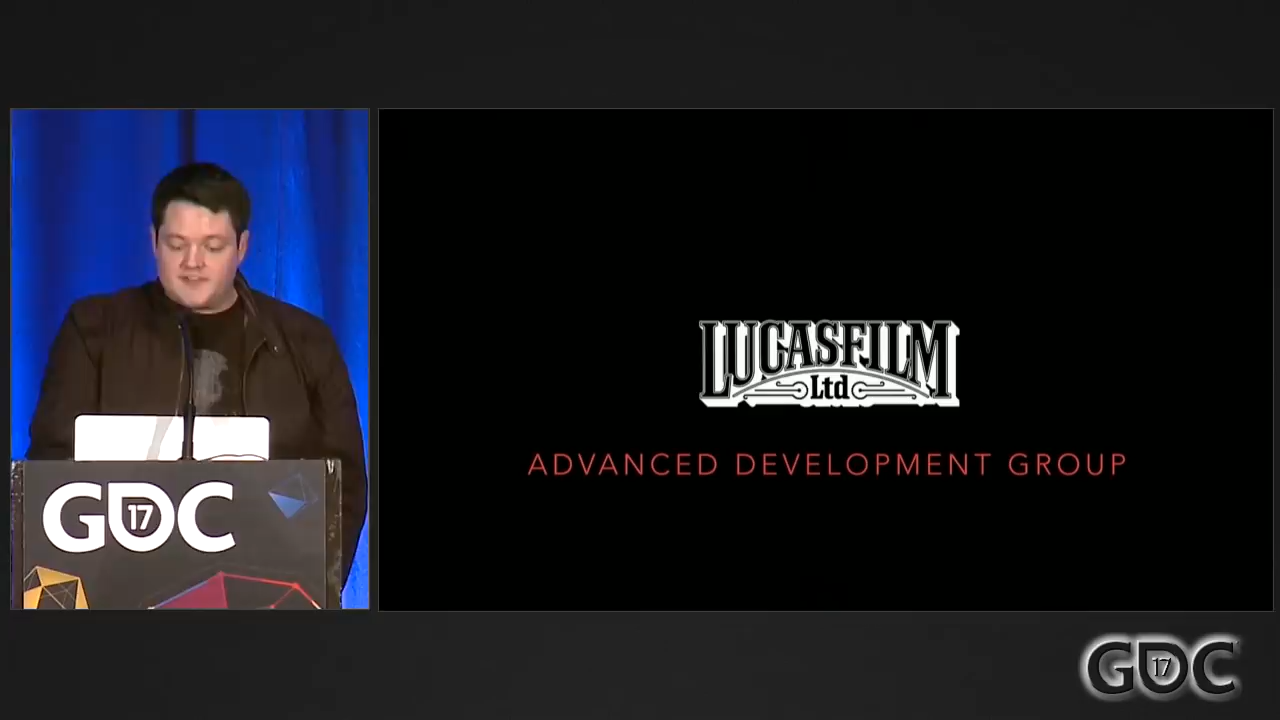 LUCASFILM
Ltd
ADVANCED DEVELOPMENT GROUP
GDC
17
GDC
17